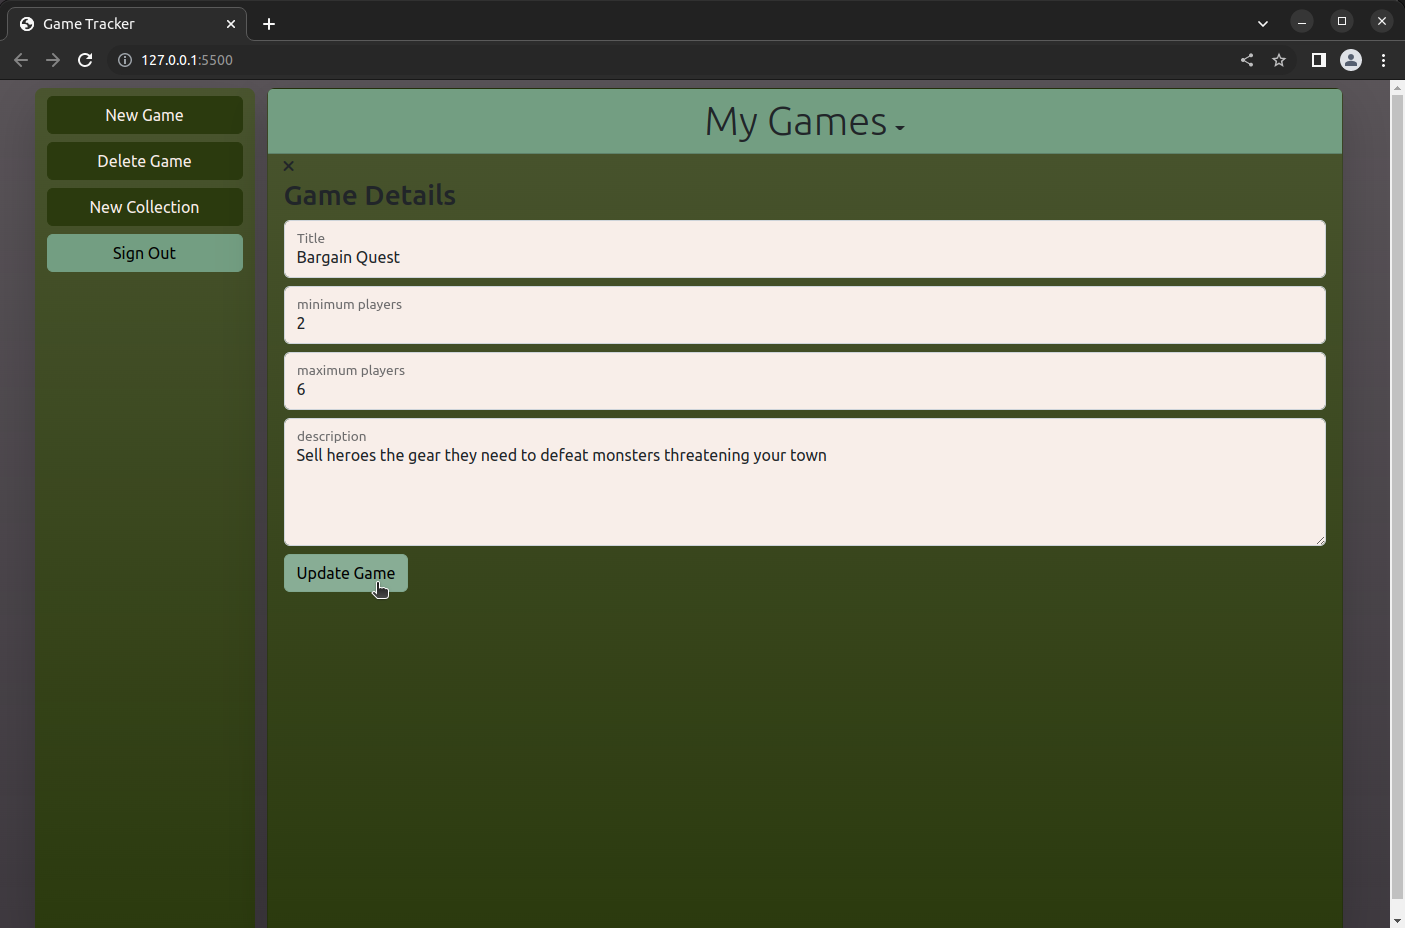 Game Tracker
127.0.0.1:5500
New Game
Delete Game
New Collection
Sign Out
My Games
Game Details
Title
Bargain Quest
minimum players
2
maximum players
6
description
Sell heroes the gear they need to defeat monsters threatening your town
Update Game